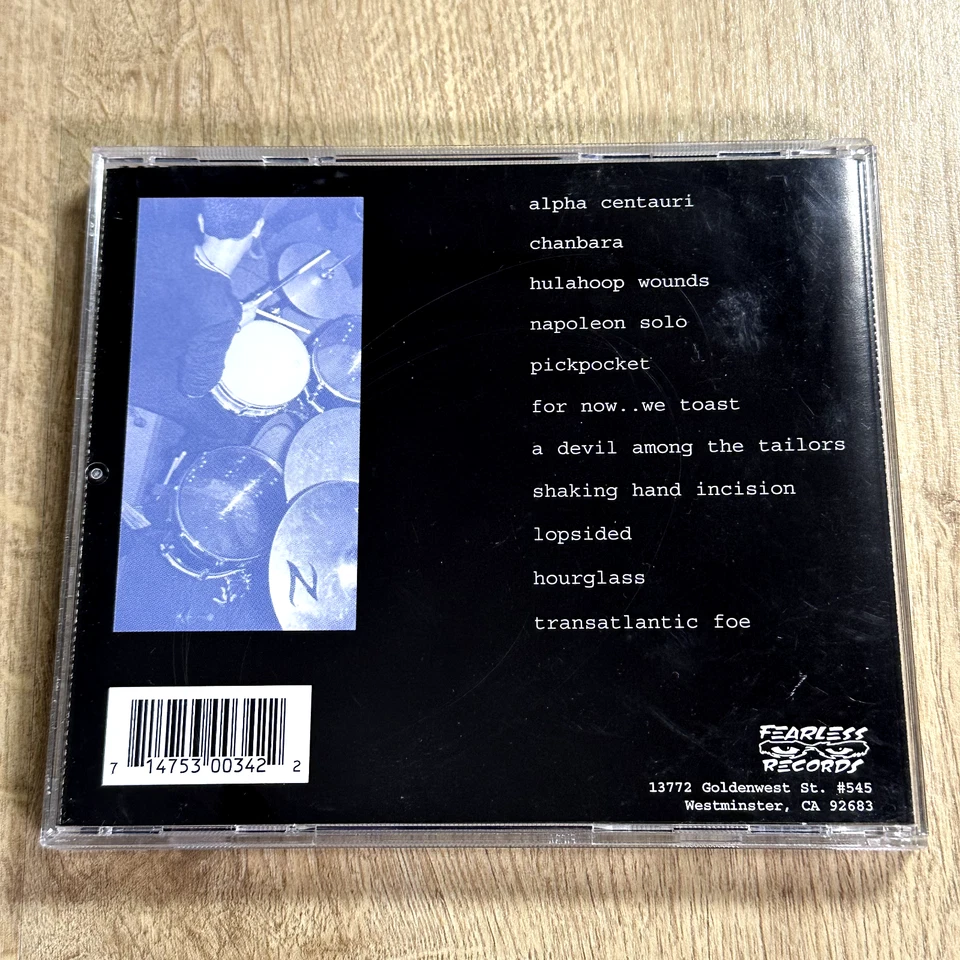 alpha centauri
chanbara
hulahoop wounds
napoleon solo
pickpocket
for now..we toast
a devil among the tailors
shaking hand incision
lopsided
hourglass
transatlantic foe
7 14753 00342 2
FEARLESS
RECORDS
13772 Goldenwest St. #545
Westminster, CA 92683